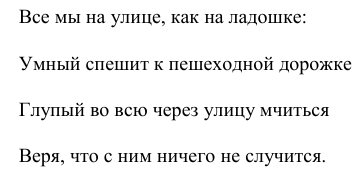 Все мы на улице, как на ладошке:
Умный спешит к пешеходной дорожке
Глупый во всю через улицу мчиться
Веря, что с ним ничего не случится.